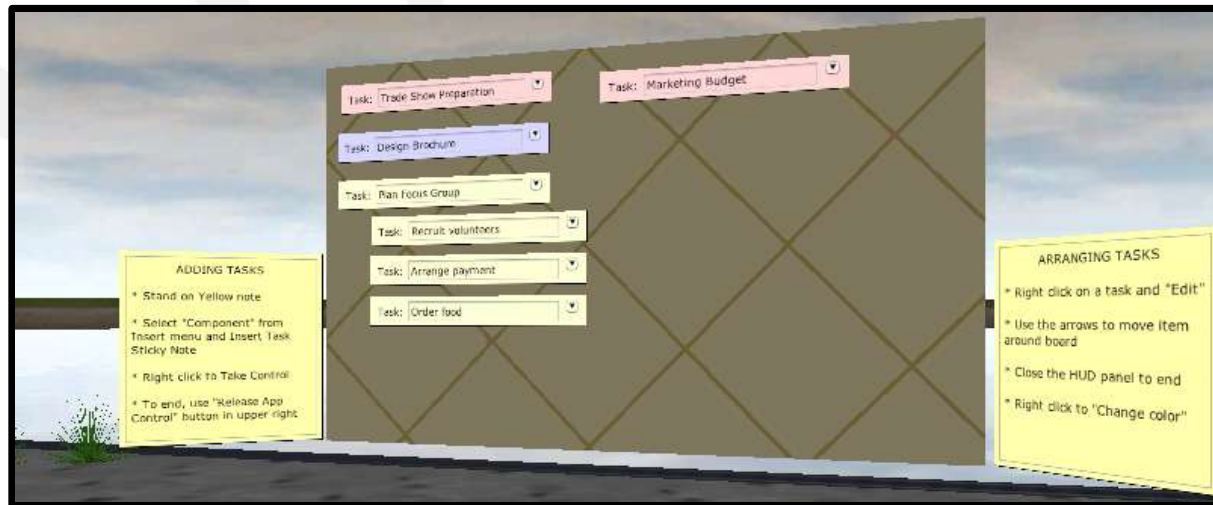 Task: Trade Show Preparation
Task: Marketing Budget
Task: Design Brochure
Task: Plan Focus Group
Task: Recruit volunteers
Task: Arrange payment
Task: Order food
ADDING TASKS
* Stand on Yellow note
* Select "Component" from
Insert menu and Insert Task
Sticky Note
* Right click to Take Control
* To end, use "Release App
Control" button in upper right
ARRANGING TASKS
* Right click on a task and "Edit"
* Use the arrows to move item
around board
* Close the HUD panel to end
* Right click to "Change color"